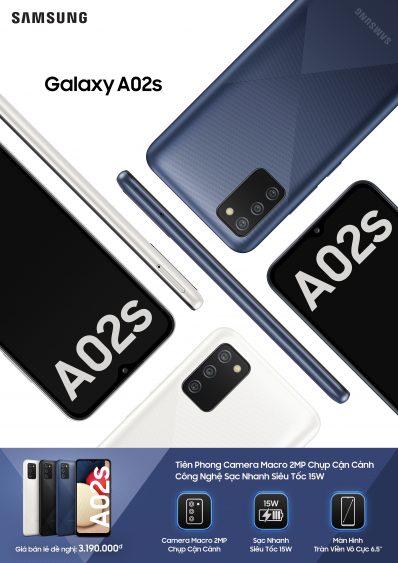 SAMSUNG
SAMSUNG
Galaxy A02s
A02s
A02s
A02s
Tiên Phong Camera Macro 2MP Chụp Cận Cảnh
Công Nghệ Sạc Nhanh Siêu Tốc 15W
15W
Camera Macro 2MP
Chụp Cận Cảnh
Sạc Nhanh
Siêu Tốc 15W
Màn Hình
Tràn Viền Vô Cực 6.5"
Giá bán lẻ đề nghị: 3.190.000đ